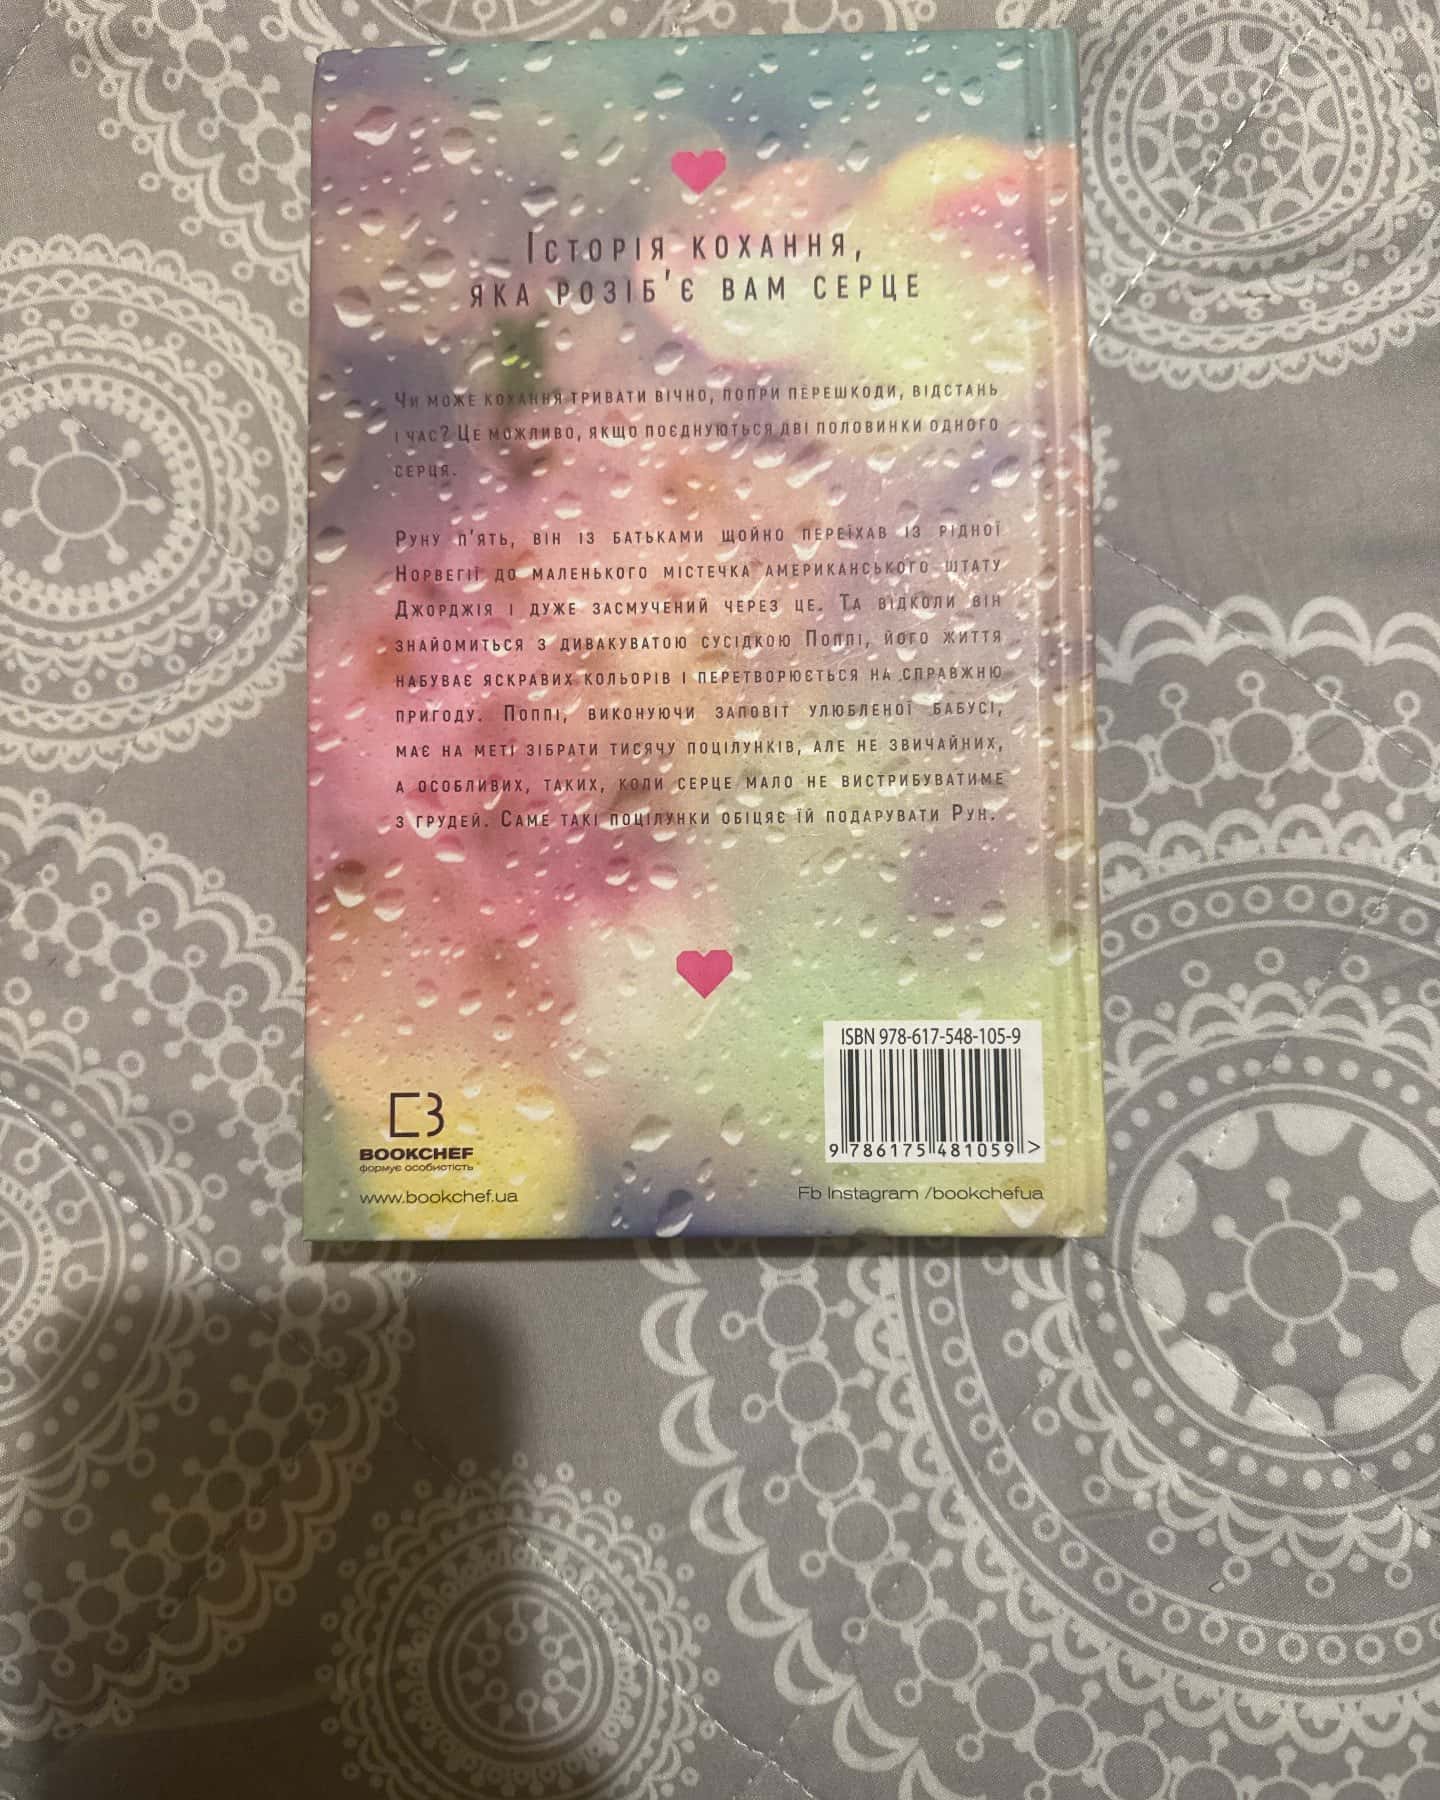 Історія кохання,
яка розіб'є вам серце
Чи може кохання тривати вічно, попри перешкоди, відстань
і час? Це можливо, якщо поєднуються дві половинки одного
серця.
Руну п'ять, він із батьками щойно переїхав із рідної
Норвегії до маленького містечка американського штату
Джорджія і дуже засмучений через це. Та відколи він
знайомиться з дивакуватою сусідкою Поппі, його життя
набуває яскравих кольорів і перетворюється на справжню
пригоду. Поппі, виконуючи заповіт улюбленої бабусі,
має на меті зібрати тисячу поцілунків, але не звичайних,
а особливих, таких, коли серце мало не вистрибуватиме
з грудей. Саме такі поцілунки обіцяє їй подарувати Рун.
ISBN 978-617-548-105-9
9 786175 481059 >
BOOKCHEF
формує особистість
www.bookchef.ua
Fb Instagram /bookchefua